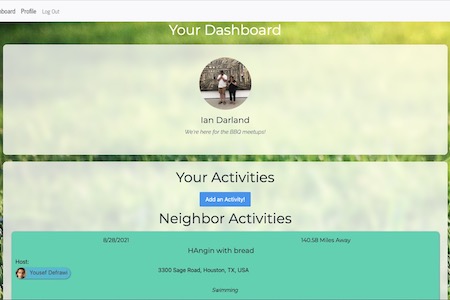 board Profile Log Out
Your Dashboard
Ian Darland
We're here for the BBQ meetups!
Your Activities
Add an Activity!
Neighbor Activities
8/28/2021 140.58 Miles Away
HAngin with bread
Host:
Yousef Defrawi 3300 Sage Road, Houston, TX, USA
Swimming